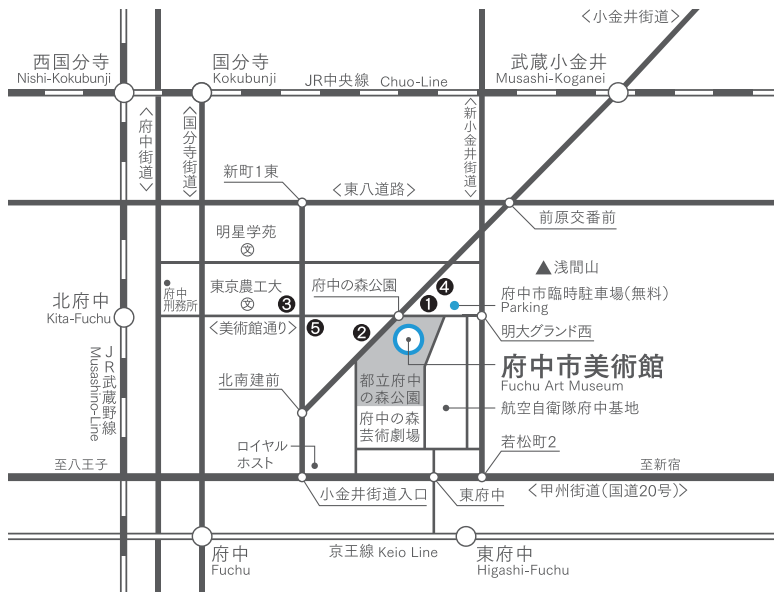 〈小金井街道〉
西国分寺
Nishi-Kokubunji
国分寺
Kokubunji
JR中央線 Chuo-Line
武蔵小金井
Musashi-Koganei
〈府中街道〉
〈国分寺街道〉
〈新小金井街道〉
新町1東
〈東八道路〉
前原交番前
明星学苑
文
浅間山
北府中
Kita-Fuchu
府中
刑務所
東京農工大
文
❸
府中の森公園
❹
❶
府中市臨時駐車場(無料)
Parking
〈美術館通り〉
❺
❷
明大グランド西
JR武蔵野線
Musashino-Line
府中市美術館
Fuchu Art Museum
北南建前
都立府中
の森公園
航空自衛隊府中基地
府中の森
芸術劇場
ロイヤル
ホスト
若松町2
至八王子
至新宿
小金井街道入口
東府中
〈甲州街道(国道20号)〉
府中
Fuchu
京王線 Keio Line
東府中
Higashi-Fuchu